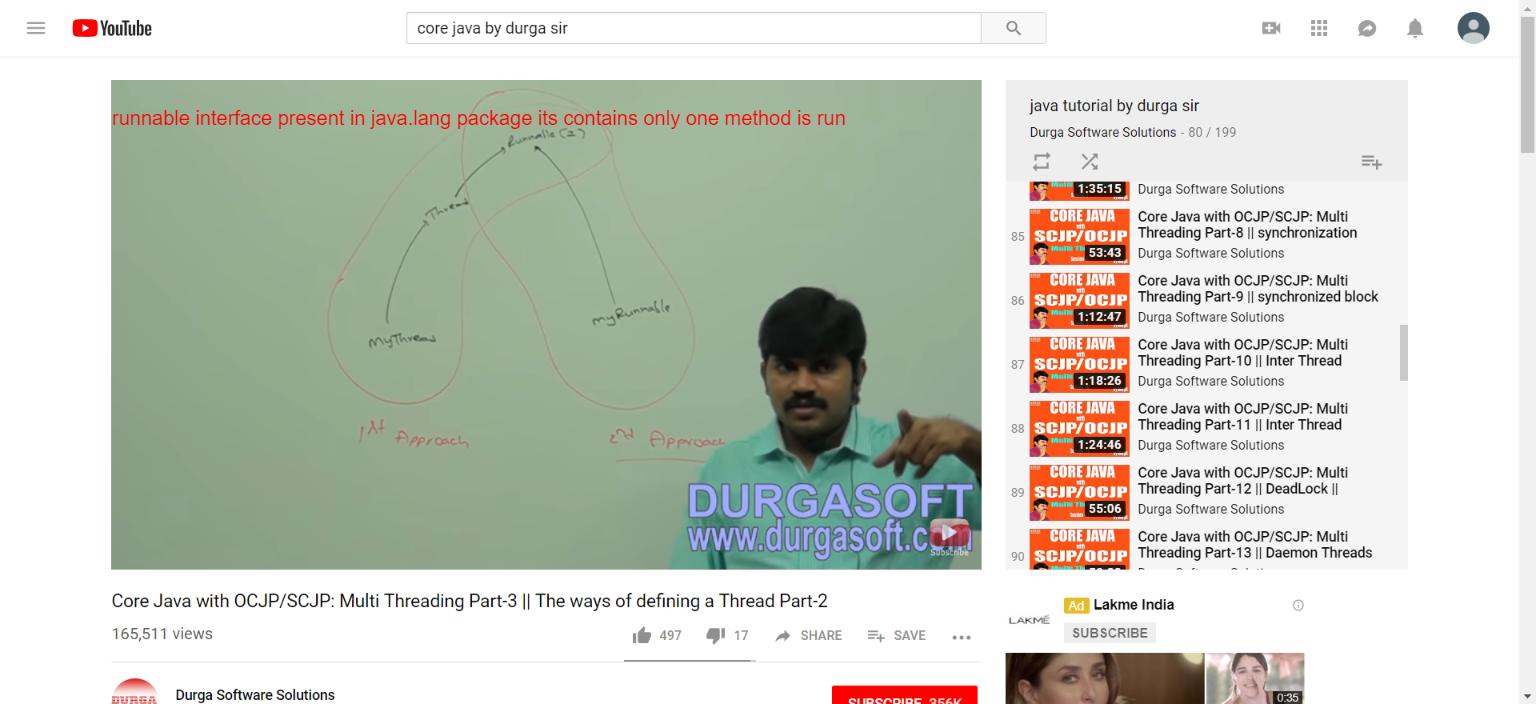 YouTube
core java by durga sir
runnable interface present in java.lang package its contains only one method is run
Runnable(I)
Thread
MyThread
myRunnable
1st Approach
2nd Approach
DURGASOFT
www.durgasoft.com
Subscribe
Core Java with OCJP/SCJP: Multi Threading Part-3 || The ways of defining a Thread Part-2
165,511 views
497
17
SHARE
SAVE
DURGA
Durga Software Solutions
SUBSCRIBE 356K
java tutorial by durga sir
Durga Software Solutions - 80 / 199
1:35:15
Durga Software Solutions
85
CORE JAVA
with
SCJP/OCJP
53:43
Core Java with OCJP/SCJP: Multi
Threading Part-8 || synchronization
Durga Software Solutions
86
CORE JAVA
with
SCJP/OCJP
1:12:47
Core Java with OCJP/SCJP: Multi
Threading Part-9 || synchronized block
Durga Software Solutions
87
CORE JAVA
with
SCJP/OCJP
1:18:26
Core Java with OCJP/SCJP: Multi
Threading Part-10 || Inter Thread
Durga Software Solutions
88
CORE JAVA
with
SCJP/OCJP
1:24:46
Core Java with OCJP/SCJP: Multi
Threading Part-11 || Inter Thread
Durga Software Solutions
89
CORE JAVA
with
SCJP/OCJP
55:06
Core Java with OCJP/SCJP: Multi
Threading Part-12 || DeadLock ||
Durga Software Solutions
90
CORE JAVA
with
SCJP/OCJP
Core Java with OCJP/SCJP: Multi
Threading Part-13 || Daemon Threads
LAKMÉ
Ad Lakme India
SUBSCRIBE
0:35